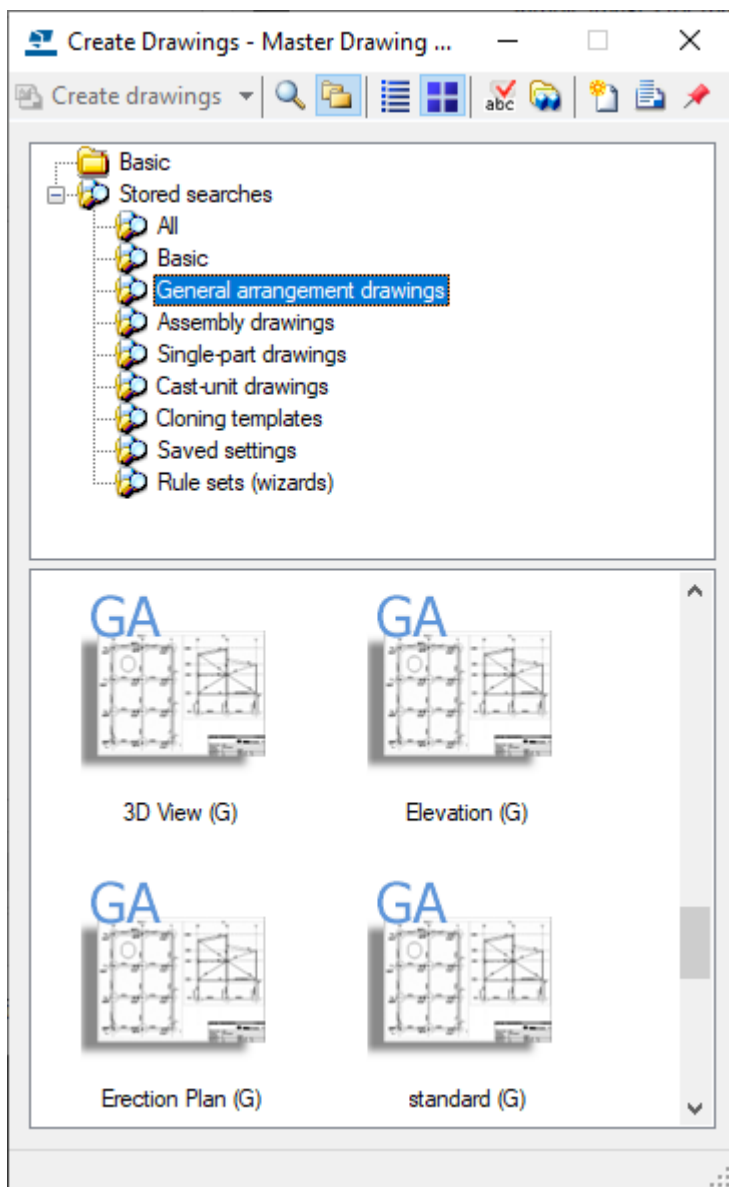 Create Drawings - Master Drawing ...
Create drawings
abc
Basic
Stored searches
All
Basic
General arrangement drawings
Assembly drawings
Single-part drawings
Cast-unit drawings
Cloning templates
Saved settings
Rule sets (wizards)
GA GA
3D View (G) Elevation (G)
GA GA
Erection Plan (G) standard (G)